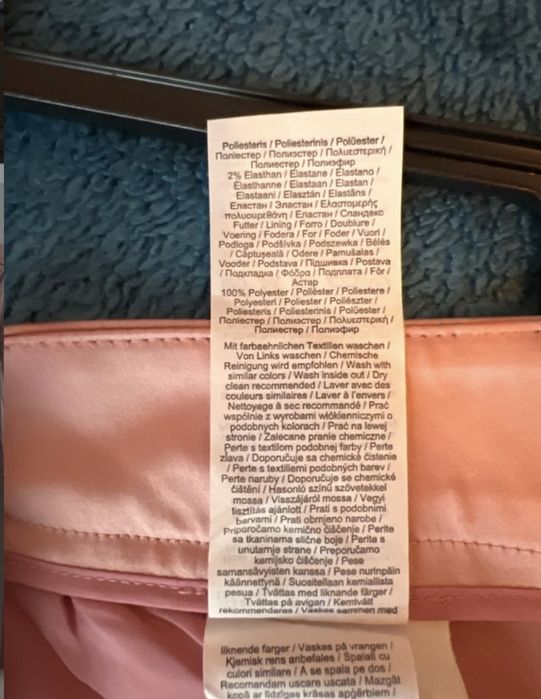 Poliesteris / Poliesterinis / Polüester /
Поліестер / Полиэстер / Πολυεστερική /
Полиестер / Полиэфир
2% Elasthan / Elastane / Elastano /
Élasthanne / Elastaan / Elastan /
Elastaani / Elasztán / Elastāns /
Еластан / Эластан / Ελαστομερής
πολυουρεθάνη / Еластан / Спандекс
Futter / Lining / Forro / Doublure /
Voering / Fodera / For / Foder / Vuori /
Podloga / Podšívka / Podszewka / Bélés
/ Căptușeală / Odere / Pamušalas /
Vooder / Podstava / Підшивка / Postava
/ Подкладка / Φόδρα / Подплата / Fór /
Астар
100% Polyester / Poliéster / Poliestere /
Polyesteri / Poliester / Poliészter /
Poliesteris / Poliesterinis / Polüester /
Поліестер / Полиэстер / Πολυεστερική /
Полиестер / Полиэфир
Mit farbaehnlichen Textilien waschen /
Von Links waschen / Chemische
Reinigung wird empfohlen / Wash with
similar colors / Wash inside out / Dry
clean recommended / Laver avec des
couleurs similaires / Laver à l'envers /
Nettoyage à sec recommandé / Prać
wspólnie z wyrobami włókienniczymi o
podobnych kolorach / Prać na lewej
stronie / Zalecane pranie chemiczne /
Perte s textilom podobnej farby / Perte
zľava / Doporučuje sa chemické čistenie
/ Perte s textiliemi podobných barev /
Perte naruby / Doporučuje se chemické
čištění / Hasonló színű szövetekkel
mossa / Visszájáról mossa / Vegyi
tisztítás ajánlott / Prati s podobnimi
barvami / Prati obrnjeno narobe /
Priporočamo kemično čiščenje / Perite
sa tkaninama slične boje / Perite s
unutarnje strane / Preporučamo
kemijsko čišćenje / Pese
samansävyisten kanssa / Pese nurinpäin
käännettynä / Suositellaan kemiallista
pesua / Tvättas med liknande färger /
Tvättas på avigan / Kemtvätt
rekommenderas / Vaskes sammen med
liknende farger / Vaskes på vrangen /
Kjemisk rens anbefales / Spalati cu
culori similare / A se spala pe dos /
Recomandam uscare uscata / Mazgāt
kopā ar līdzīgas krāsas apģērbiem /